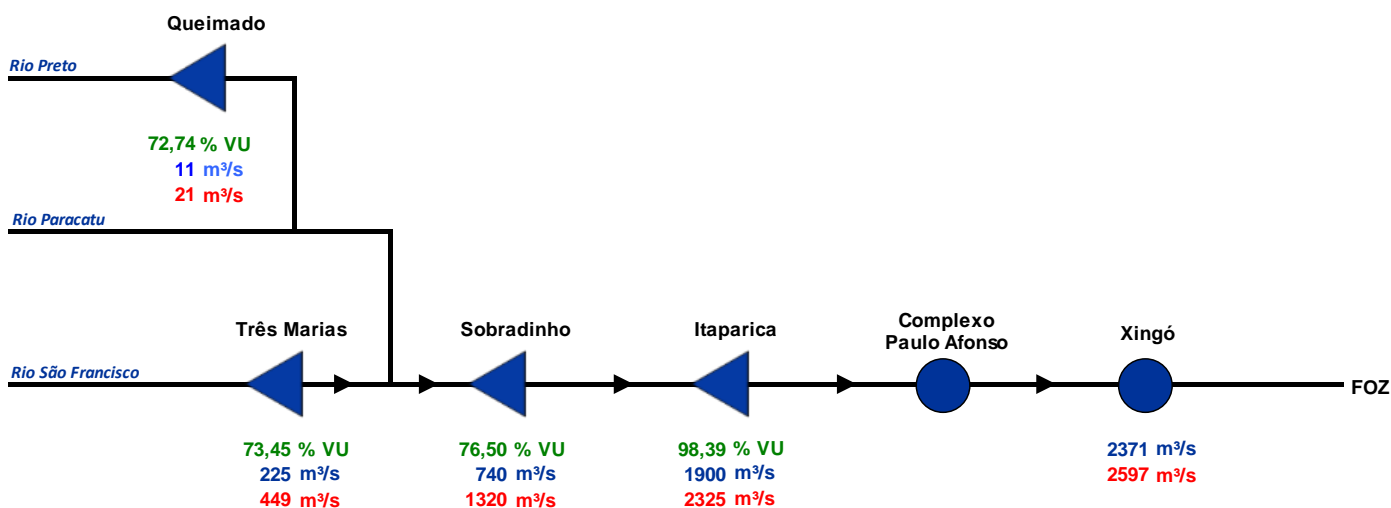 Queimado
Rio Preto
72,74 % VU
11 m³/s
21 m³/s
Rio Paracatu
Três Marias
Sobradinho
Itaparica
Complexo
Paulo Afonso
Xingó
Rio São Francisco
FOZ
73,45 % VU
225 m³/s
449 m³/s
76,50 % VU
740 m³/s
1320 m³/s
98,39 % VU
1900 m³/s
2325 m³/s
2371 m³/s
2597 m³/s